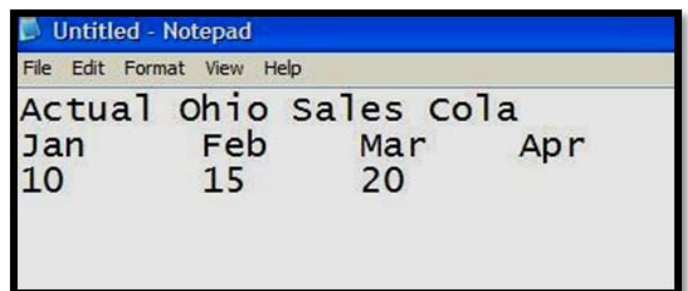 Untitled - Notepad
File Edit Format View Help
Actual Ohio Sales Cola
Jan Feb Mar Apr
10 15 20